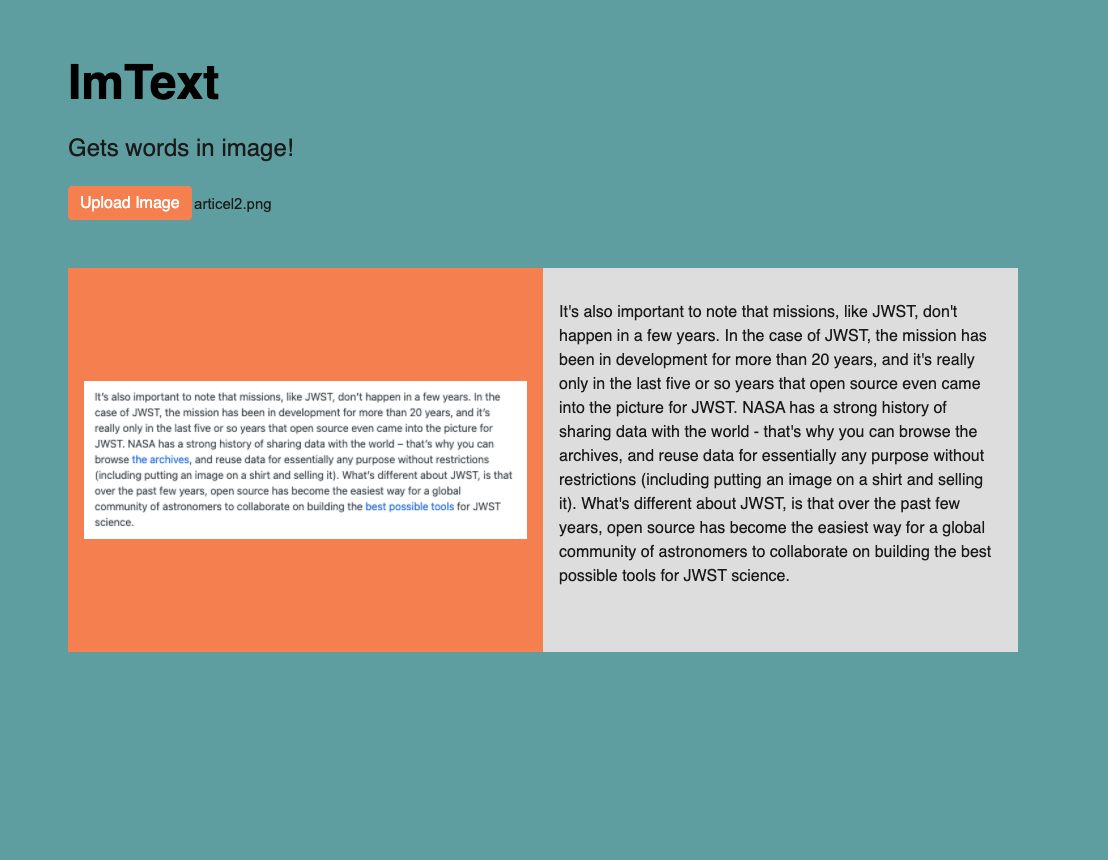 ImText
Gets words in image!
Upload Image articel2.png
It's also important to note that missions, like JWST, don't happen in a few years. In the
case of JWST, the mission has been in development for more than 20 years, and it's
really only in the last five or so years that open source even came into the picture for
JWST. NASA has a strong history of sharing data with the world – that's why you can
browse the archives, and reuse data for essentially any purpose without restrictions
(including putting an image on a shirt and selling it). What's different about JWST, is that
over the past few years, open source has become the easiest way for a global
community of astronomers to collaborate on building the best possible tools for JWST
science.
It's also important to note that missions, like JWST, don't
happen in a few years. In the case of JWST, the mission has
been in development for more than 20 years, and it's really
only in the last five or so years that open source even came
into the picture for JWST. NASA has a strong history of
sharing data with the world - that's why you can browse the
archives, and reuse data for essentially any purpose without
restrictions (including putting an image on a shirt and selling
it). What's different about JWST, is that over the past few
years, open source has become the easiest way for a global
community of astronomers to collaborate on building the best
possible tools for JWST science.